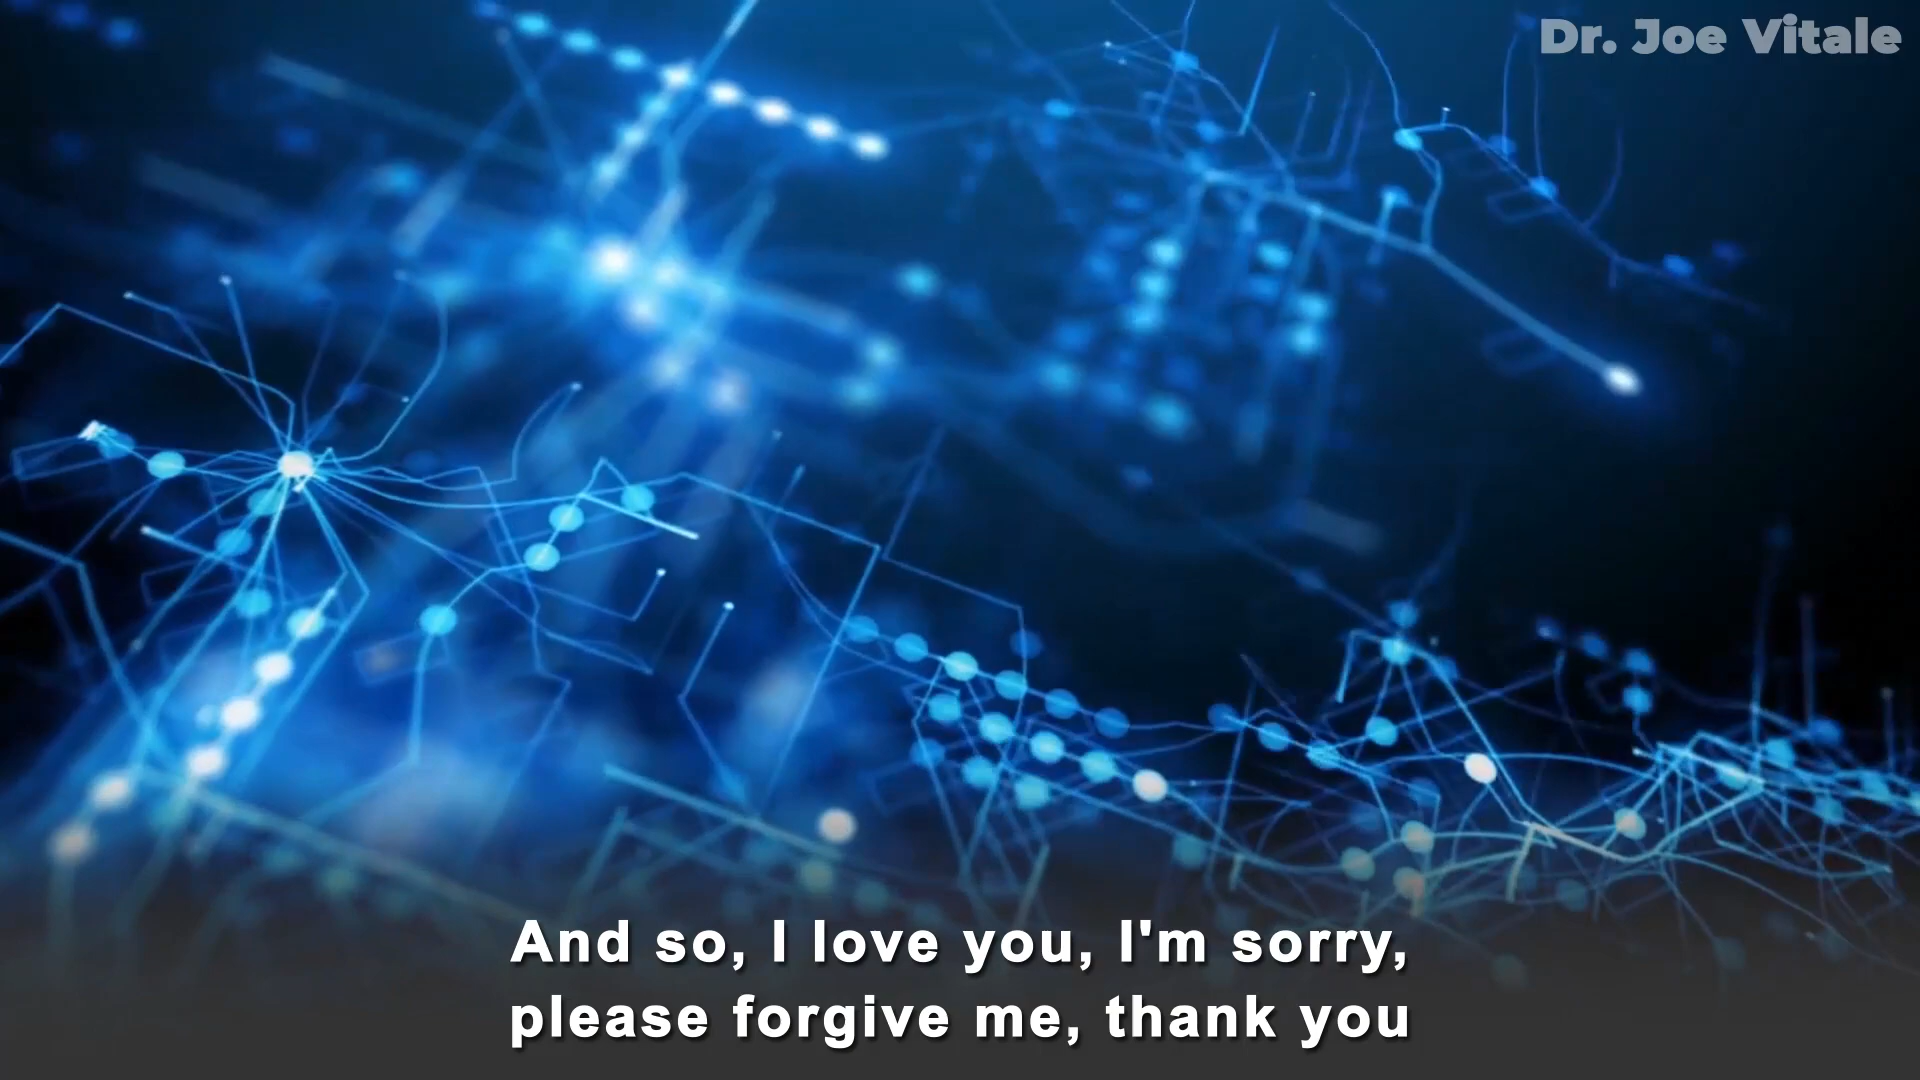 Dr. Joe Vitale
And so, I love you, I'm sorry,
please forgive me, thank you